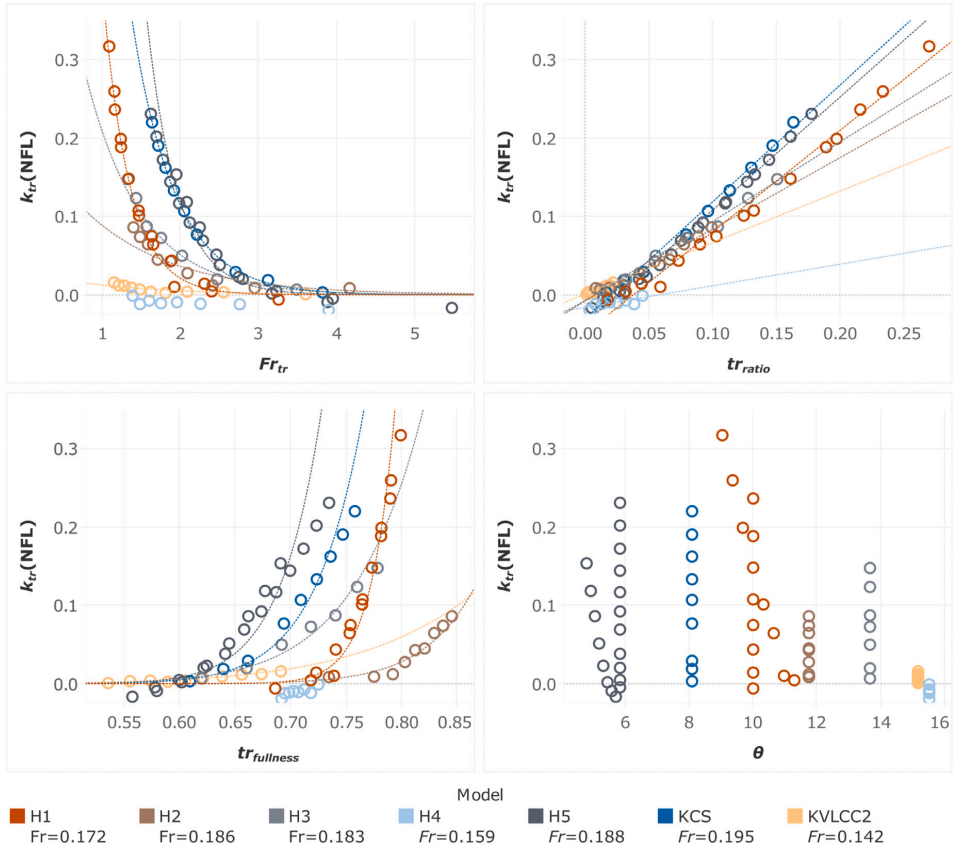 0.3
0.2
0.1
0.0
k_tr(NFL)
1 2 3 4 5
Fr_tr
0.3
0.2
0.1
0.0
k_tr(NFL)
0.00 0.05 0.10 0.15 0.20 0.25
tr_ratio
0.3
0.2
0.1
0.0
k_tr(NFL)
0.55 0.60 0.65 0.70 0.75 0.80 0.85
tr_fullness
0.3
0.2
0.1
0.0
k_tr(NFL)
6 8 10 12 14 16
θ
Model
H1 H2 H3 H4 H5 KCS KVLCC2
Fr=0.172 Fr=0.186 Fr=0.183 Fr=0.159 Fr=0.188 Fr=0.195 Fr=0.142